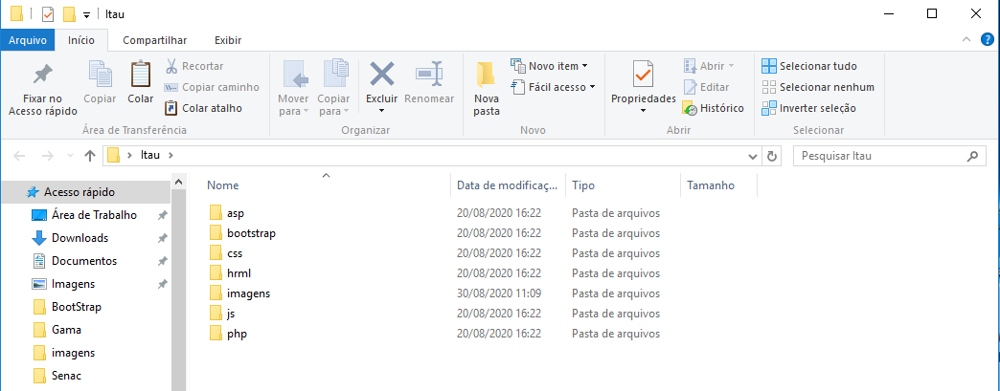 Itau
Arquivo Início Compartilhar Exibir
Fixar no Acesso rápido
Copiar
Colar
Recortar
Copiar caminho
Colar atalho
Área de Transferência
Mover para
Copiar para
Excluir
Renomear
Organizar
Nova pasta
Novo item
Fácil acesso
Novo
Propriedades
Abrir
Editar
Histórico
Abrir
Selecionar tudo
Selecionar nenhum
Inverter seleção
Selecionar
Itau
Pesquisar Itau
Acesso rápido
Área de Trabalho
Downloads
Documentos
Imagens
BootStrap
Gama
imagens
Senac
Nome Data de modificaç... Tipo Tamanho
asp 20/08/2020 16:22 Pasta de arquivos
bootstrap 20/08/2020 16:22 Pasta de arquivos
css 20/08/2020 16:22 Pasta de arquivos
hrml 20/08/2020 16:22 Pasta de arquivos
imagens 30/08/2020 11:09 Pasta de arquivos
js 20/08/2020 16:22 Pasta de arquivos
php 20/08/2020 16:22 Pasta de arquivos